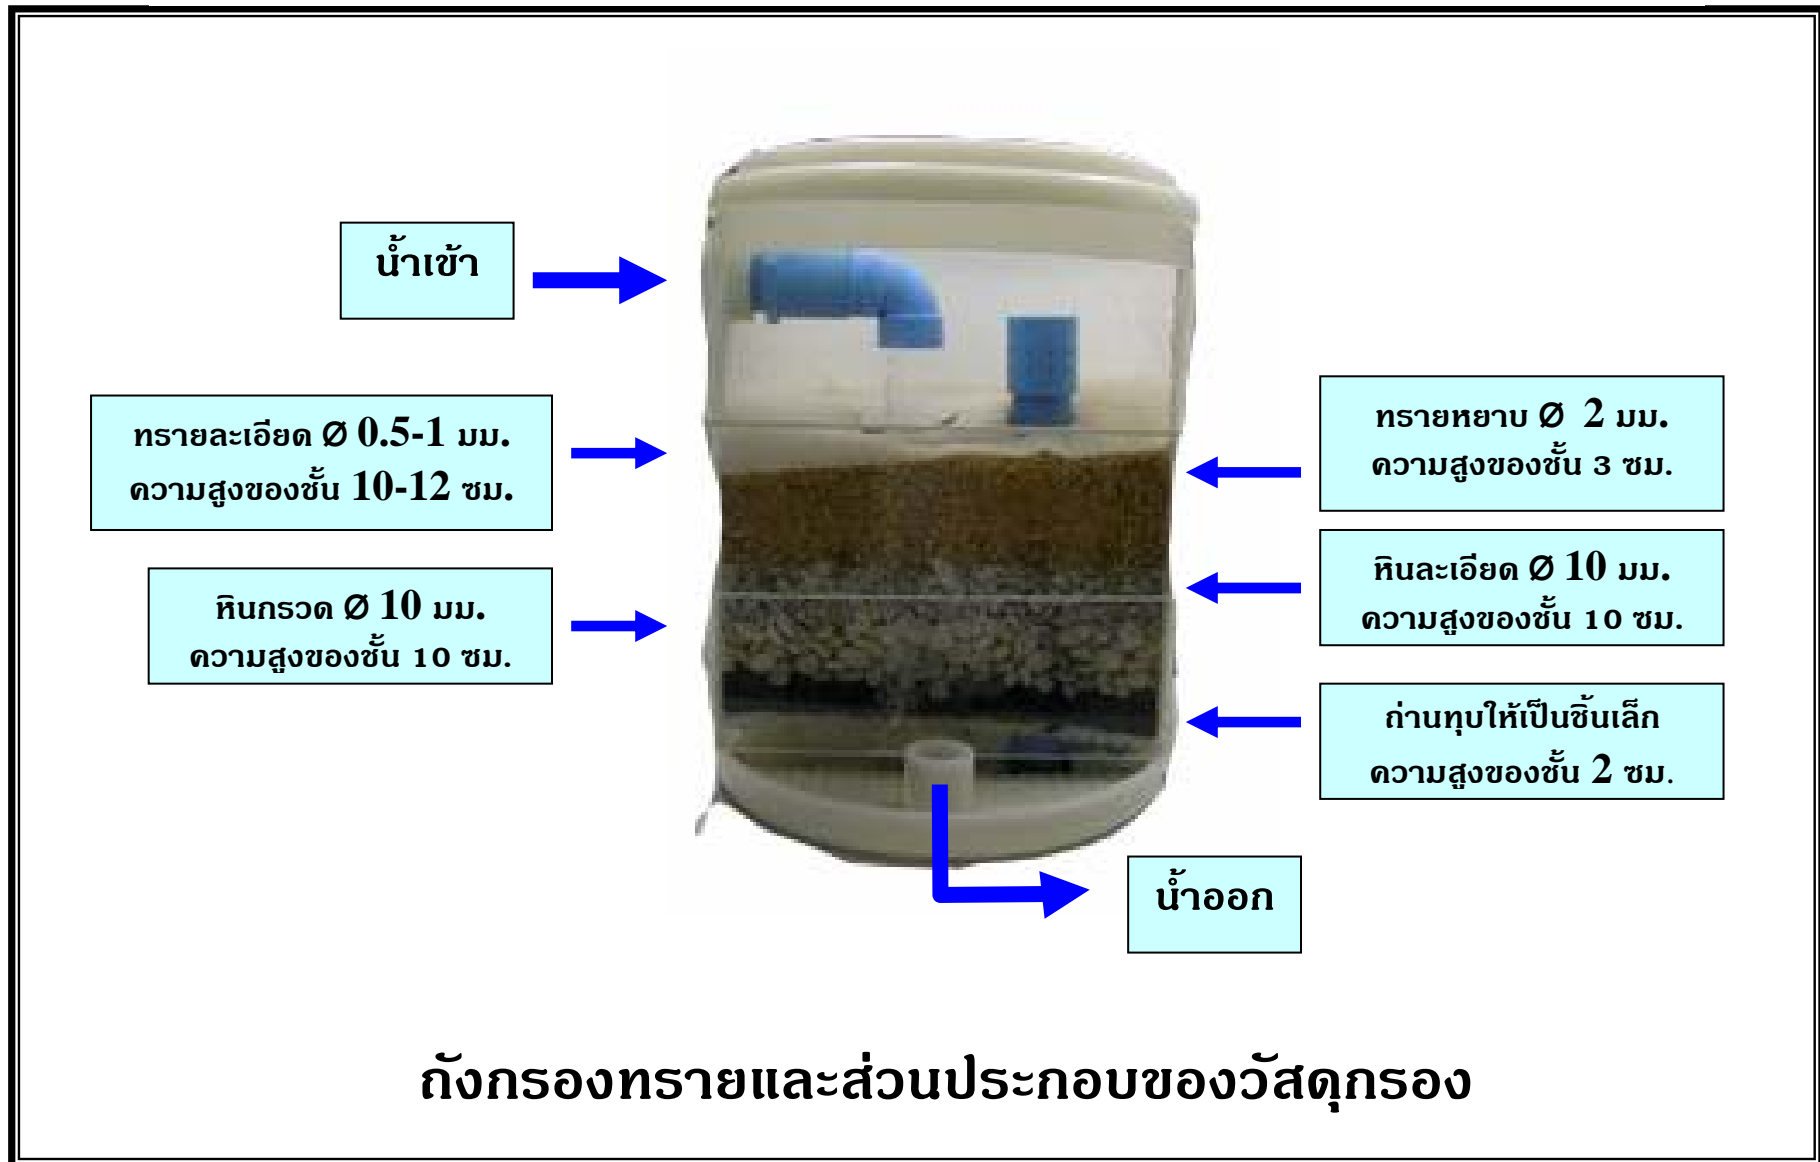 น้ำเข้า
ทรายละเอียด Ø 0.5-1 มม.
ความสูงของชั้น 10-12 ซม.
หินกรวด Ø 10 มม.
ความสูงของชั้น 10 ซม.
ทรายหยาบ Ø 2 มม.
ความสูงของชั้น 3 ซม.
หินละเอียด Ø 10 มม.
ความสูงของชั้น 10 ซม.
ถ่านทุบให้เป็นชิ้นเล็ก
ความสูงของชั้น 2 ซม.
น้ำออก
ถังกรองทรายและส่วนประกอบของวัสดุกรอง